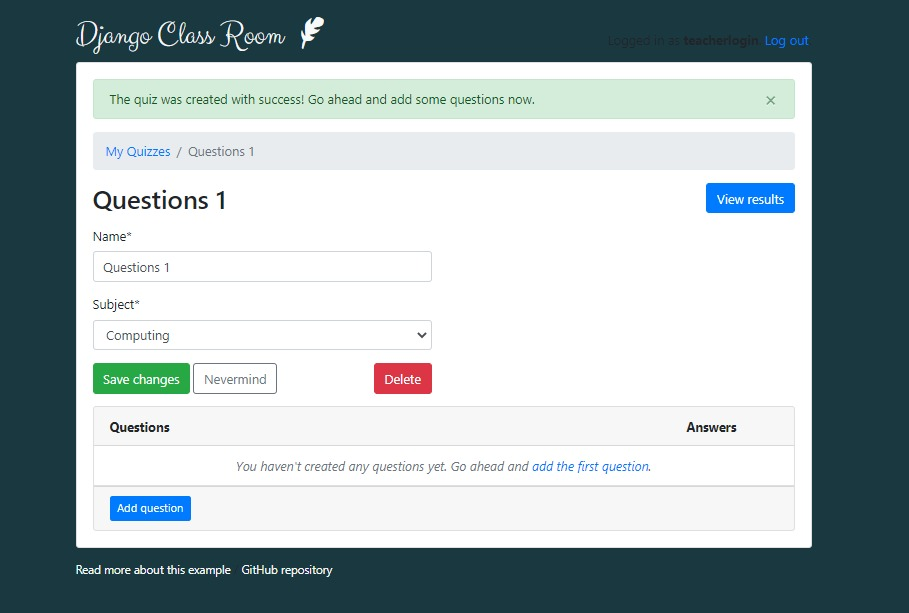 Django Class Room
Logged in as teacherlogin. Log out
The quiz was created with success! Go ahead and add some questions now. ×
My Quizzes / Questions 1
Questions 1
View results
Name*
Questions 1
Subject*
Computing
Save changes Nevermind Delete
Questions Answers
You haven't created any questions yet. Go ahead and add the first question.
Add question
Read more about this example GitHub repository